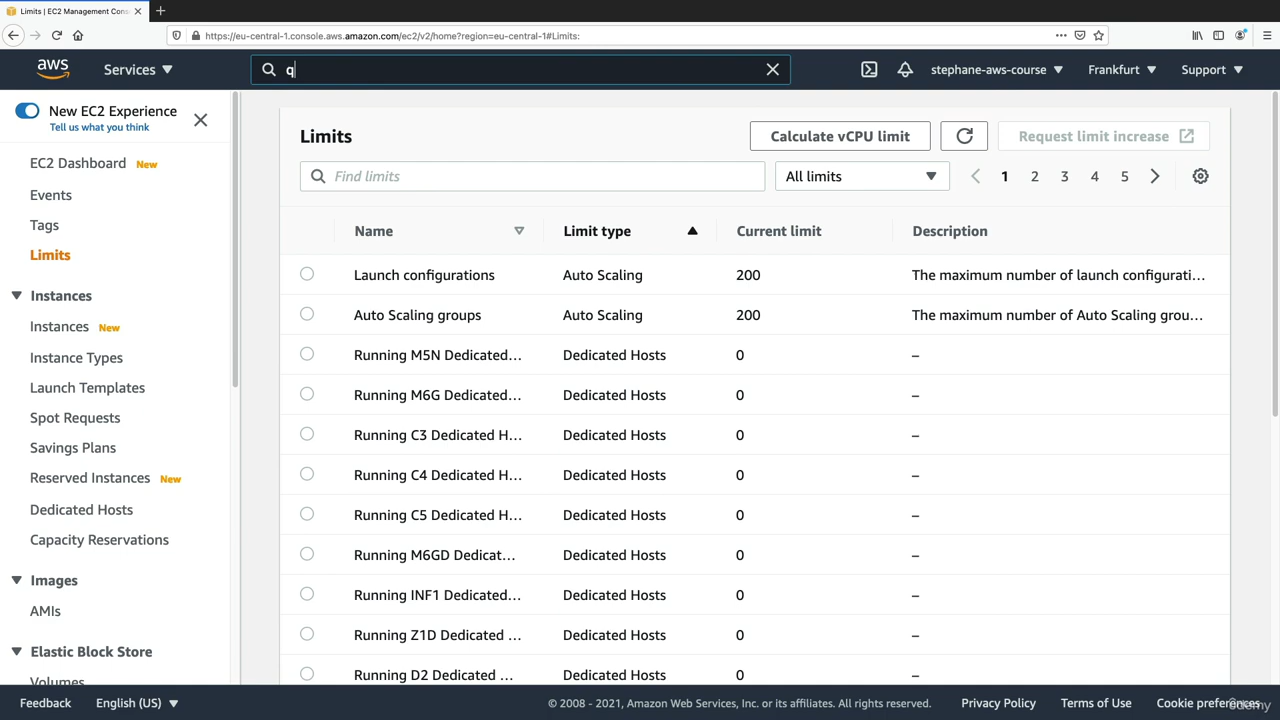 Limits | EC2 Management Con
https://eu-central-1.console.aws.amazon.com/ec2/v2/home?region=eu-central-1#Limits:
aws
Services
q
stephane-aws-course
Frankfurt
Support
New EC2 Experience
Tell us what you think
EC2 Dashboard New
Events
Tags
Limits
Instances
Instances New
Instance Types
Launch Templates
Spot Requests
Savings Plans
Reserved Instances New
Dedicated Hosts
Capacity Reservations
Images
AMIs
Elastic Block Store
Volumes
Limits
Calculate vCPU limit
Request limit increase
Find limits
All limits
1 2 3 4 5
Name Limit type Current limit Description
Launch configurations Auto Scaling 200 The maximum number of launch configurati...
Auto Scaling groups Auto Scaling 200 The maximum number of Auto Scaling grou...
Running M5N Dedicated... Dedicated Hosts 0 –
Running M6G Dedicated... Dedicated Hosts 0 –
Running C3 Dedicated H... Dedicated Hosts 0 –
Running C4 Dedicated H... Dedicated Hosts 0 –
Running C5 Dedicated H... Dedicated Hosts 0 –
Running M6GD Dedicat... Dedicated Hosts 0 –
Running INF1 Dedicated... Dedicated Hosts 0 –
Running Z1D Dedicated ... Dedicated Hosts 0 –
Running D2 Dedicated ... Dedicated Hosts 0 –
Feedback
English (US)
© 2008 - 2021, Amazon Web Services, Inc. or its affiliates. All rights reserved.
Privacy Policy
Terms of Use
Cookie preferences
Udemy